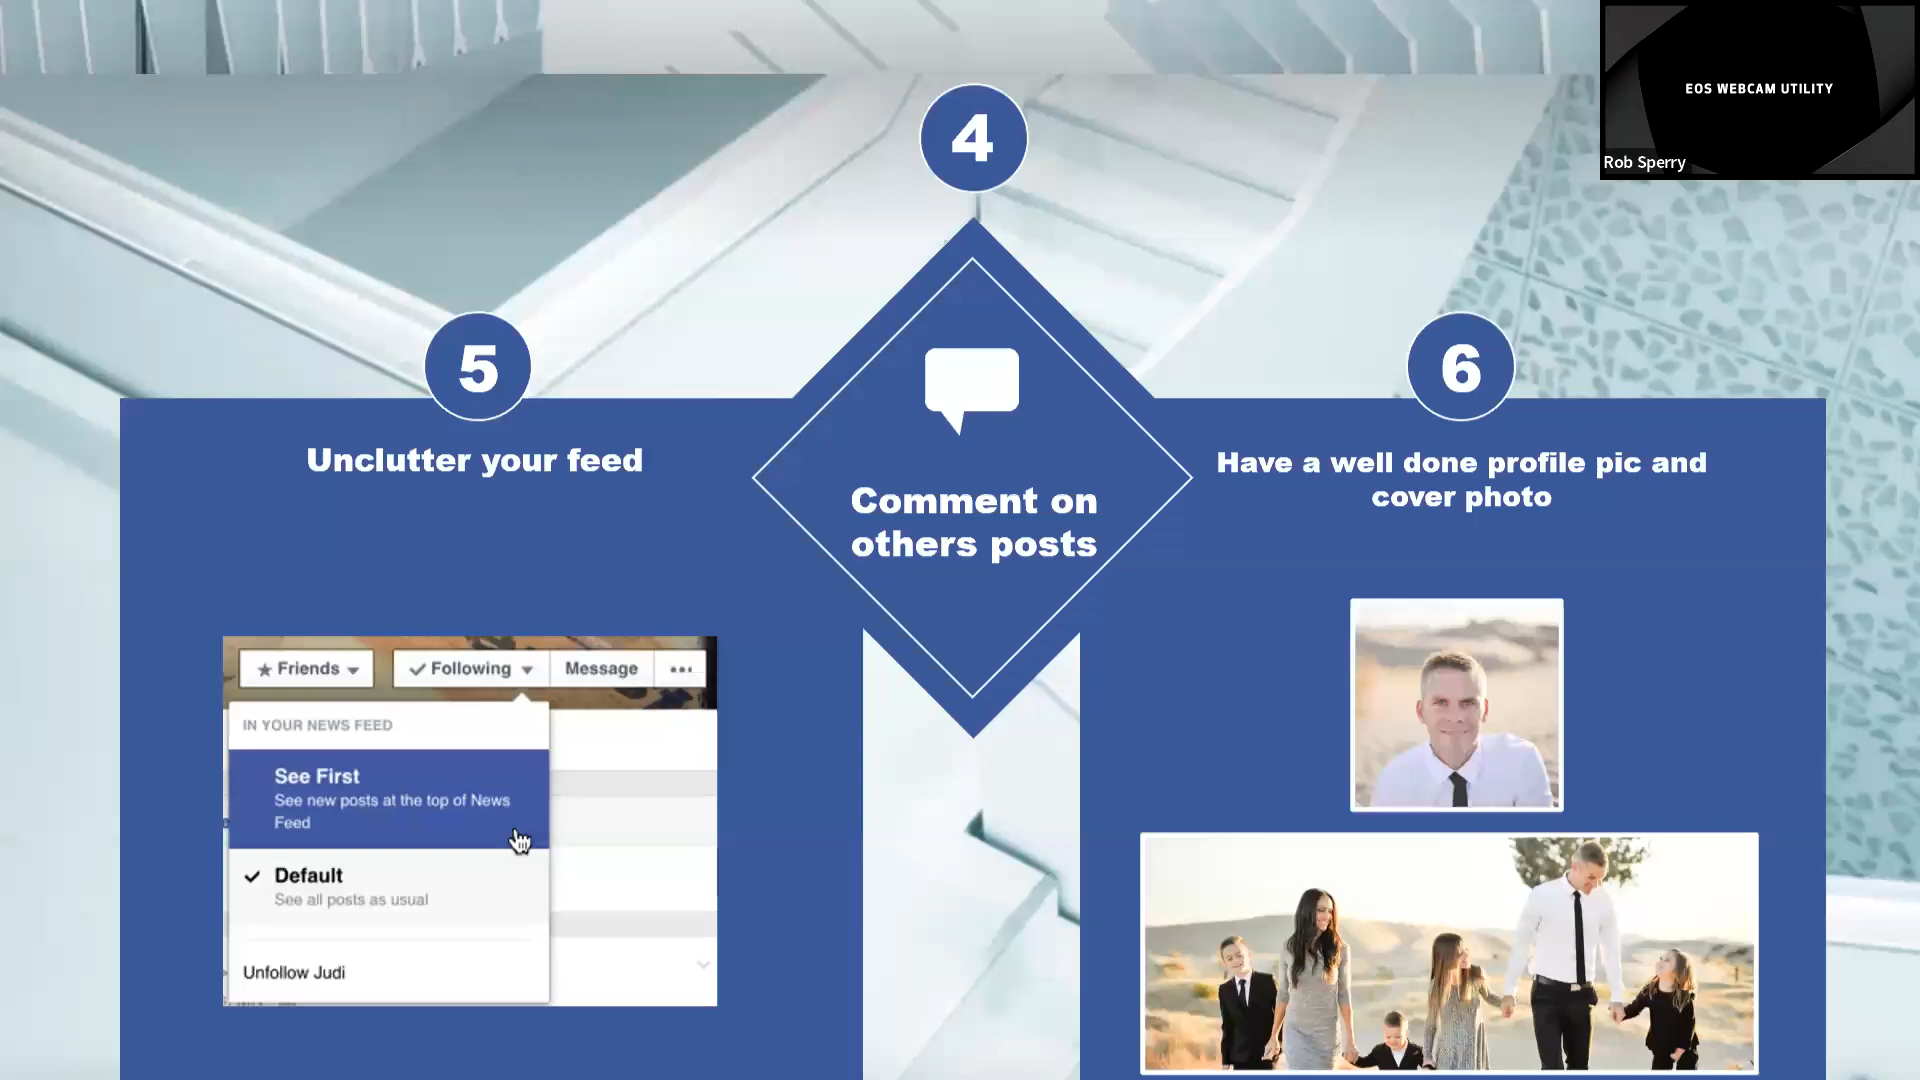 EOS WEBCAM UTILITY
Rob Sperry
4
Comment on
others posts
5
Unclutter your feed
Friends
Following
Message
IN YOUR NEWS FEED
See First
See new posts at the top of News
Feed
Default
See all posts as usual
Unfollow Judi
6
Have a well done profile pic and
cover photo